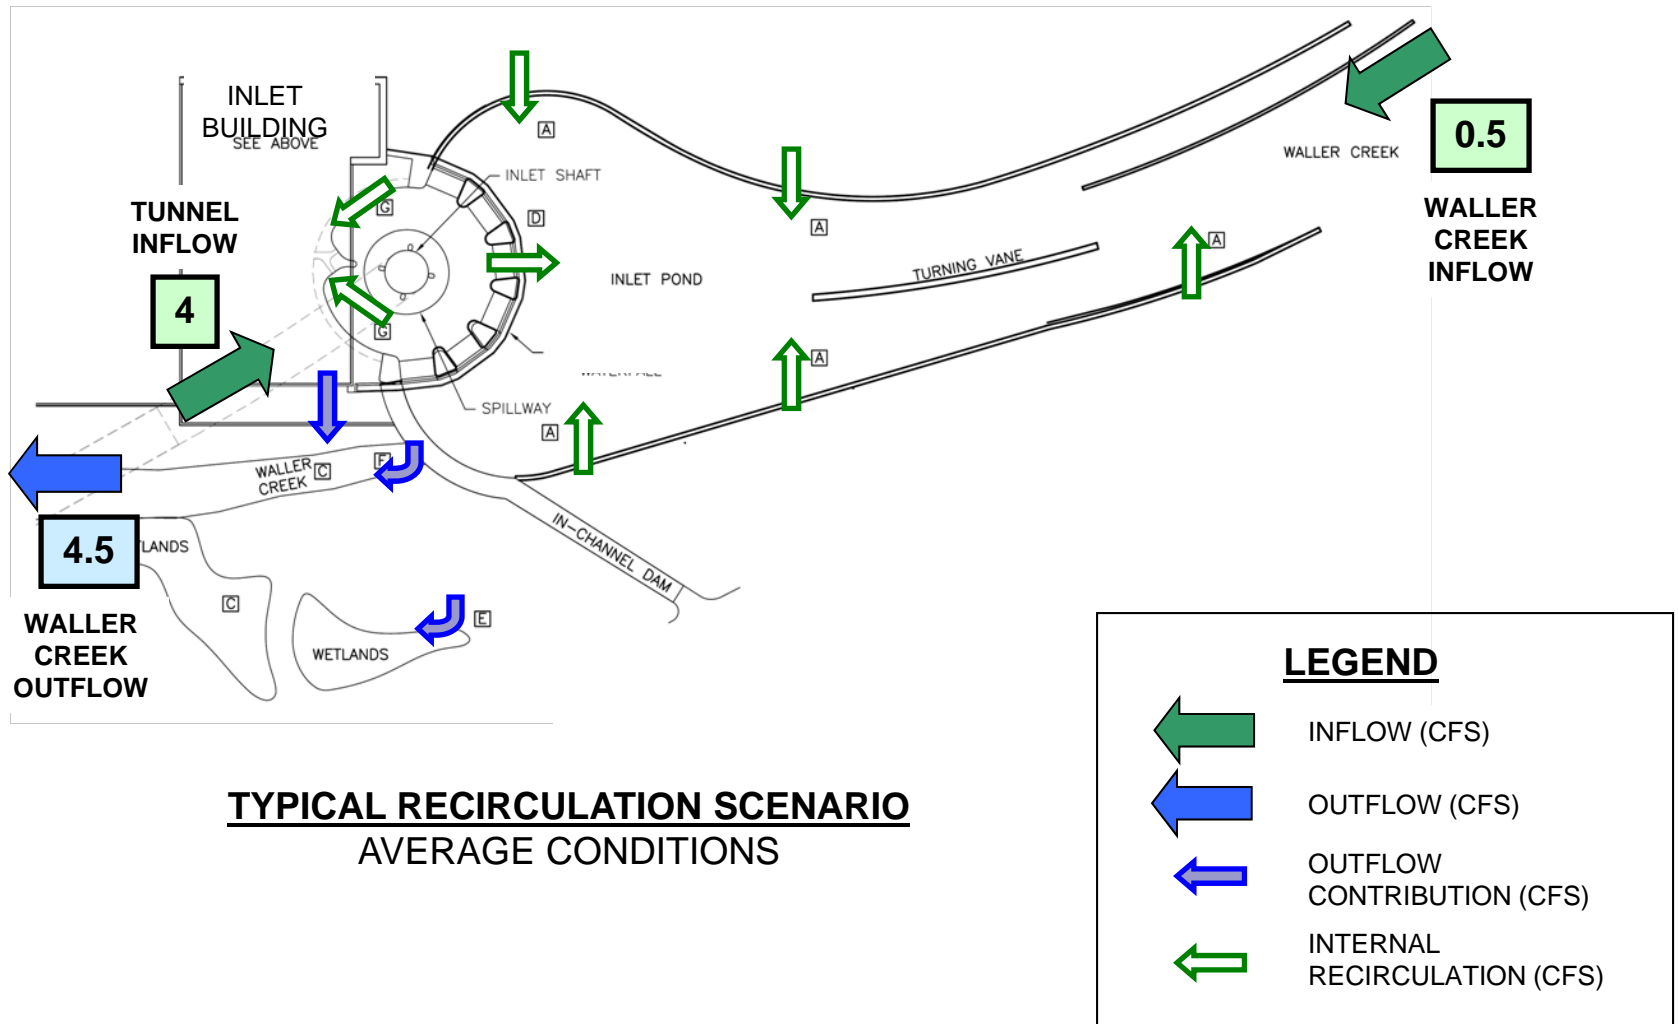 INLET
BUILDING
SEE ABOVE
TUNNEL
INFLOW
4
A
INLET SHAFT
G
D
INLET POND
G
SPILLWAY
A
A
A
TURNING VANE
A
WALLER CREEK
0.5
WALLER
CREEK
INFLOW
WALLER
CREEK
C
F
4.5
TLANDS
C
WALLER
CREEK
OUTFLOW
WETLANDS
E
IN-CHANNEL DAM
TYPICAL RECIRCULATION SCENARIO
AVERAGE CONDITIONS
LEGEND
INFLOW (CFS)
OUTFLOW (CFS)
OUTFLOW
CONTRIBUTION (CFS)
INTERNAL
RECIRCULATION (CFS)